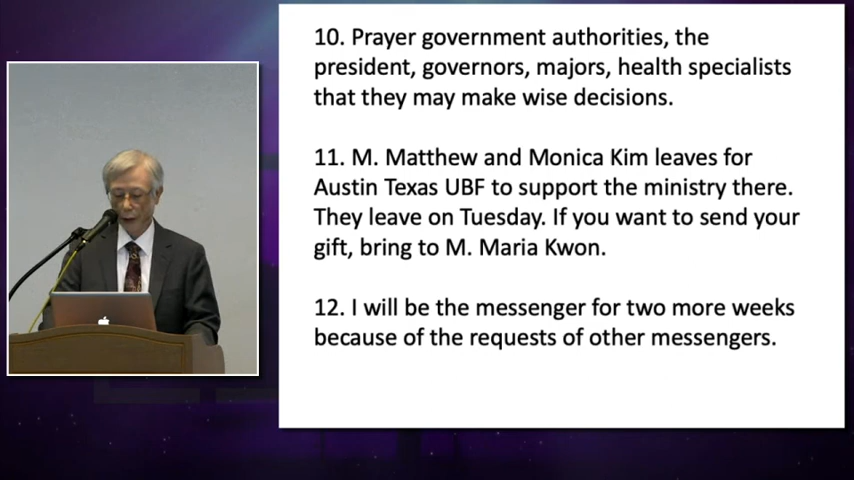 10. Prayer government authorities, the
president, governors, majors, health specialists
that they may make wise decisions.
11. M. Matthew and Monica Kim leaves for
Austin Texas UBF to support the ministry there.
They leave on Tuesday. If you want to send your
gift, bring to M. Maria Kwon.
12. I will be the messenger for two more weeks
because of the requests of other messengers.